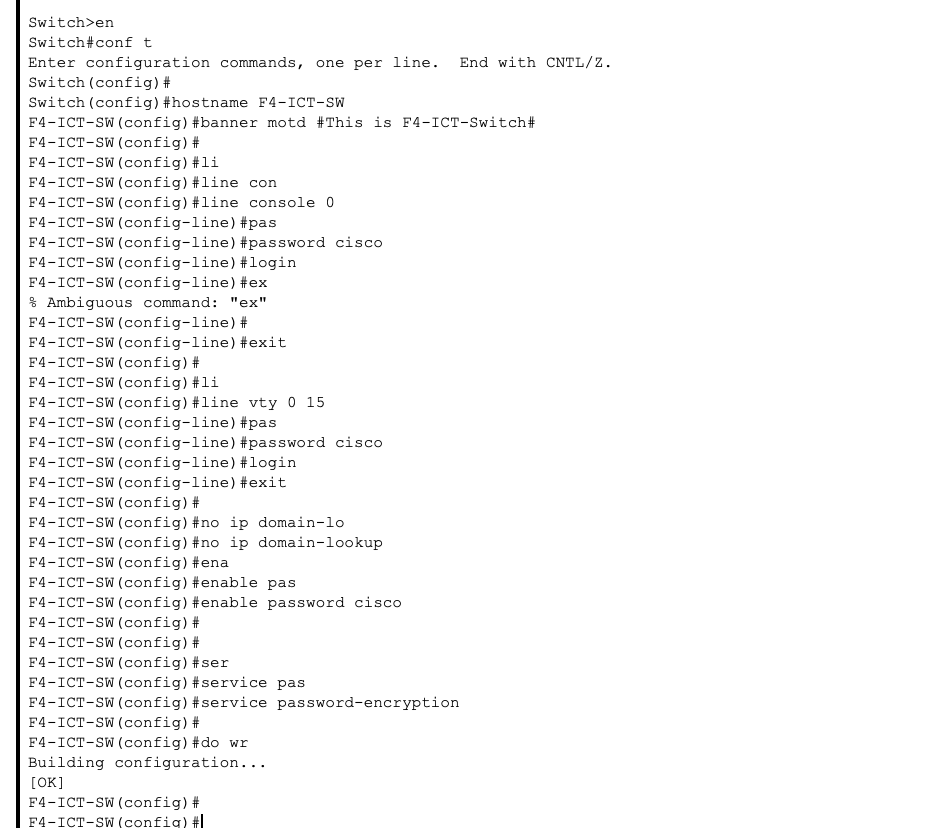 Switch>en
Switch#conf t
Enter configuration commands, one per line.  End with CNTL/Z.
Switch(config)#
Switch(config)#hostname F4-ICT-SW
F4-ICT-SW(config)#banner motd #This is F4-ICT-Switch#
F4-ICT-SW(config)#
F4-ICT-SW(config)#li
F4-ICT-SW(config)#line con
F4-ICT-SW(config)#line console 0
F4-ICT-SW(config-line)#pas
F4-ICT-SW(config-line)#password cisco
F4-ICT-SW(config-line)#login
F4-ICT-SW(config-line)#ex
% Ambiguous command: "ex"
F4-ICT-SW(config-line)#
F4-ICT-SW(config-line)#exit
F4-ICT-SW(config)#
F4-ICT-SW(config)#li
F4-ICT-SW(config)#line vty 0 15
F4-ICT-SW(config-line)#pas
F4-ICT-SW(config-line)#password cisco
F4-ICT-SW(config-line)#login
F4-ICT-SW(config-line)#exit
F4-ICT-SW(config)#
F4-ICT-SW(config)#no ip domain-lo
F4-ICT-SW(config)#no ip domain-lookup
F4-ICT-SW(config)#ena
F4-ICT-SW(config)#enable pas
F4-ICT-SW(config)#enable password cisco
F4-ICT-SW(config)#
F4-ICT-SW(config)#
F4-ICT-SW(config)#ser
F4-ICT-SW(config)#service pas
F4-ICT-SW(config)#service password-encryption
F4-ICT-SW(config)#
F4-ICT-SW(config)#do wr
Building configuration...
[OK]
F4-ICT-SW(config)#
F4-ICT-SW(config)#